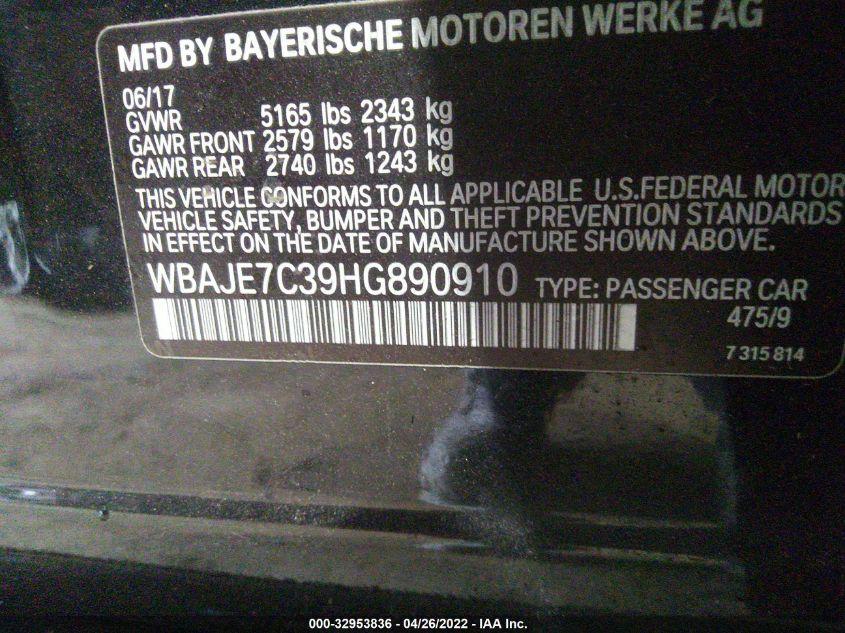 MFD BY BAYERISCHE MOTOREN WERKE AG
06/17
GVWR 5165 lbs 2343 kg
GAWR FRONT 2579 lbs 1170 kg
GAWR REAR 2740 lbs 1243 kg
THIS VEHICLE CONFORMS TO ALL APPLICABLE U.S.FEDERAL MOTOR
VEHICLE SAFETY, BUMPER AND THEFT PREVENTION STANDARDS
IN EFFECT ON THE DATE OF MANUFACTURE SHOWN ABOVE.
WBAJE7C39HG890910 TYPE: PASSENGER CAR
475/9
7 315 814
000-32953836 - 04/26/2022 - IAA Inc.